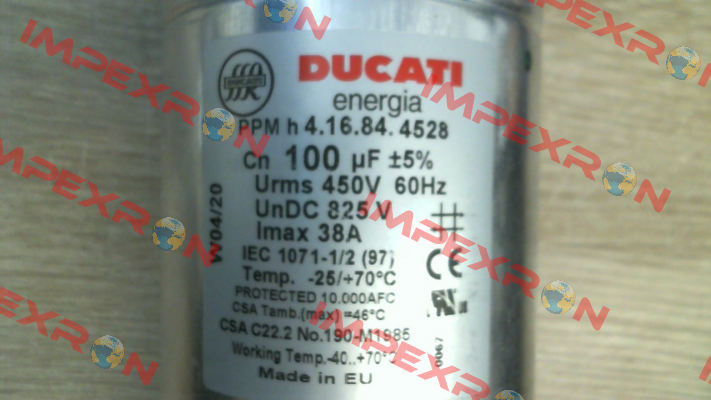 DUCATI
DUCATI
energia
PPM h 4.16.84. 4528
Cn 100 µF ±5%
Urms 450V 60Hz
UnDC 825 V
Imax 38A
IEC 1071-1/2 (97)
Temp. -25/+70°C
PROTECTED 10.000AFC
CSA Tamb.(max) =46°C
CSA C22.2 No.190-M1985
Working Temp-40..+70°
Made in EU
W04/20
CE
0067
IMPEXRON
IMPEXRON
IMPEXRON
IMPEXRON
IMPEXRON
IMPEXRON